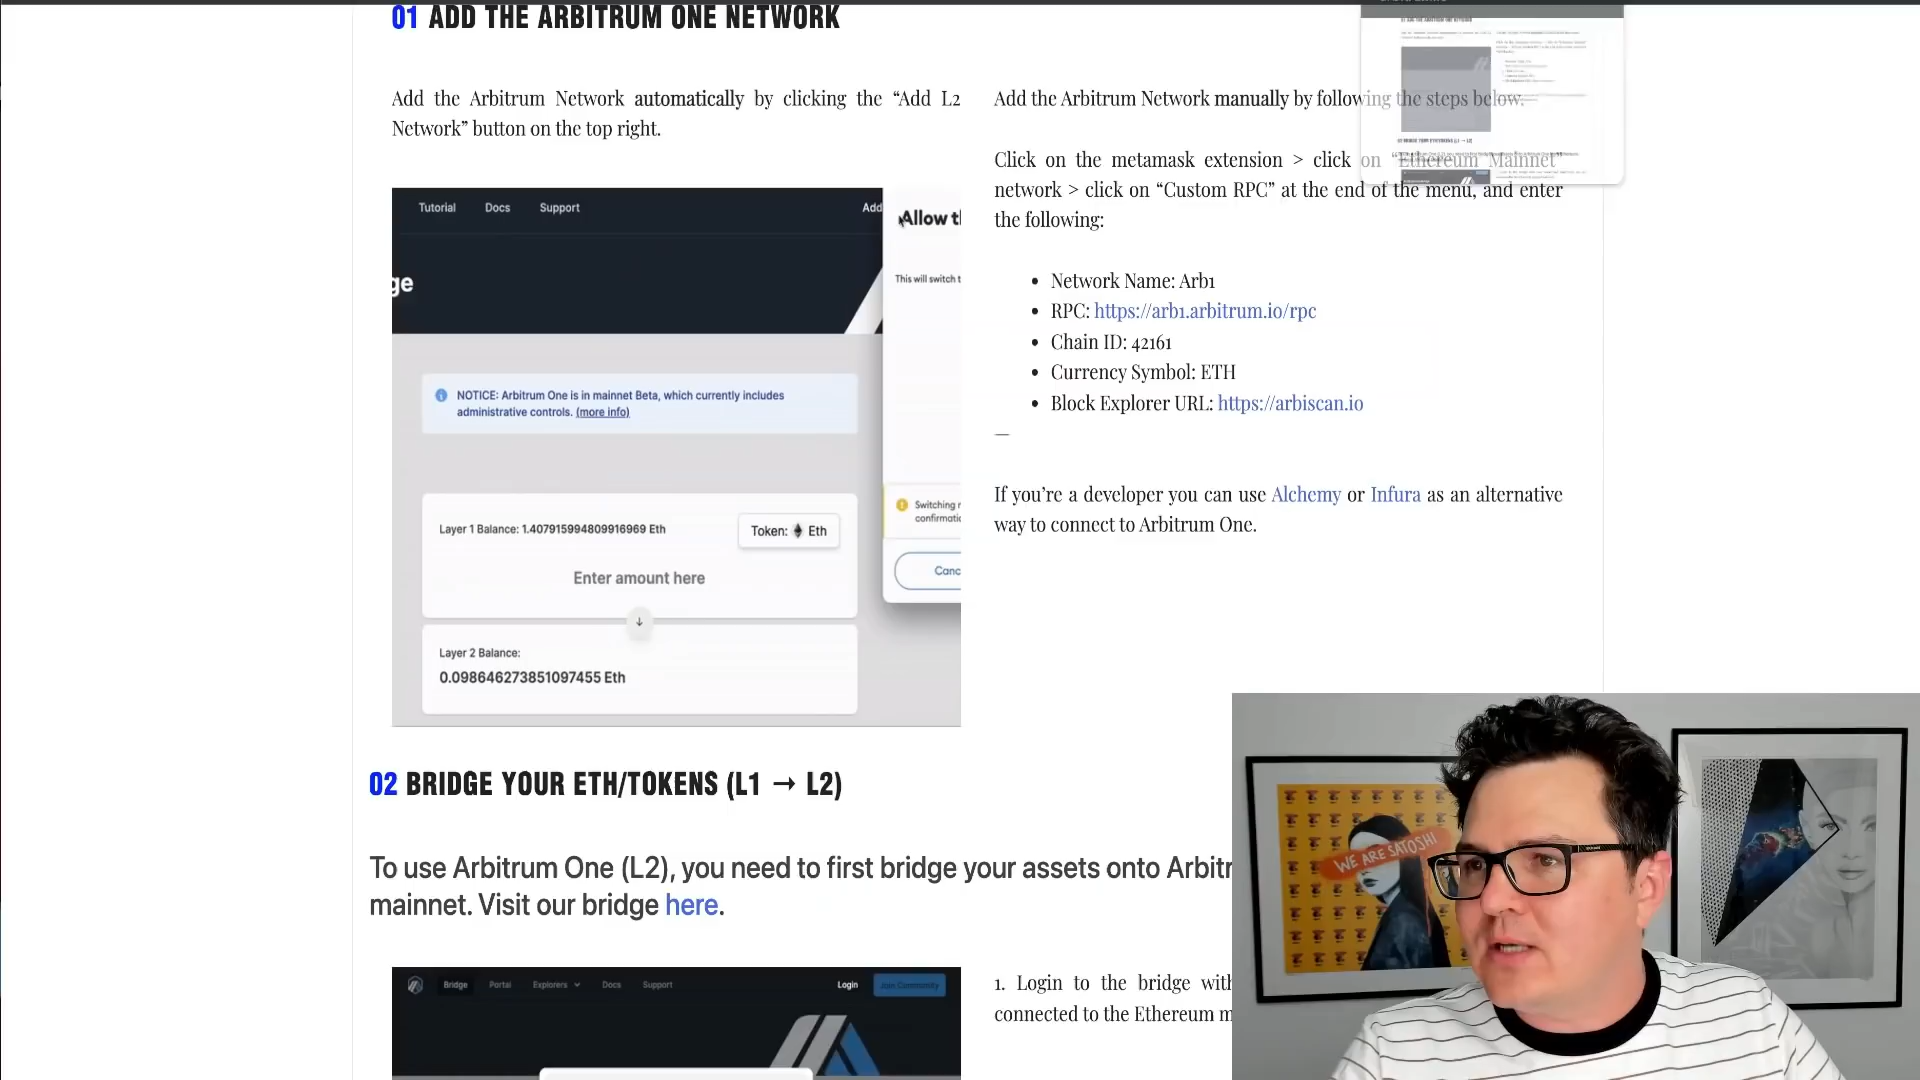 01 ADD THE ARBITRUM ONE NETWORK
Add the Arbitrum Network automatically by clicking the “Add L2
Network” button on the top right.
Tutorial Docs Support Add
ge
Allow t
This will switch t
NOTICE: Arbitrum One is in mainnet Beta, which currently includes
administrative controls. (more info)
Layer 1 Balance: 1.407915994809916969 Eth
Token: Eth
Enter amount here
Switching
confirmatio
Canc
Layer 2 Balance:
0.098646273851097455 Eth
Add the Arbitrum Network manually by following the steps below:
Click on the metamask extension > click on “Ethereum Mainnet”
network > click on “Custom RPC” at the end of the menu, and enter
the following:
• Network Name: Arb1
• RPC: https://arb1.arbitrum.io/rpc
• Chain ID: 42161
• Currency Symbol: ETH
• Block Explorer URL: https://arbiscan.io
—
If you’re a developer you can use Alchemy or Infura as an alternative
way to connect to Arbitrum One.
02 BRIDGE YOUR ETH/TOKENS (L1 → L2)
To use Arbitrum One (L2), you need to first bridge your assets onto Arbitr
mainnet. Visit our bridge here.
Bridge Portal Explorers Docs Support Login Join Community
1. Login to the bridge with
connected to the Ethereum m
WE ARE SATOSHI